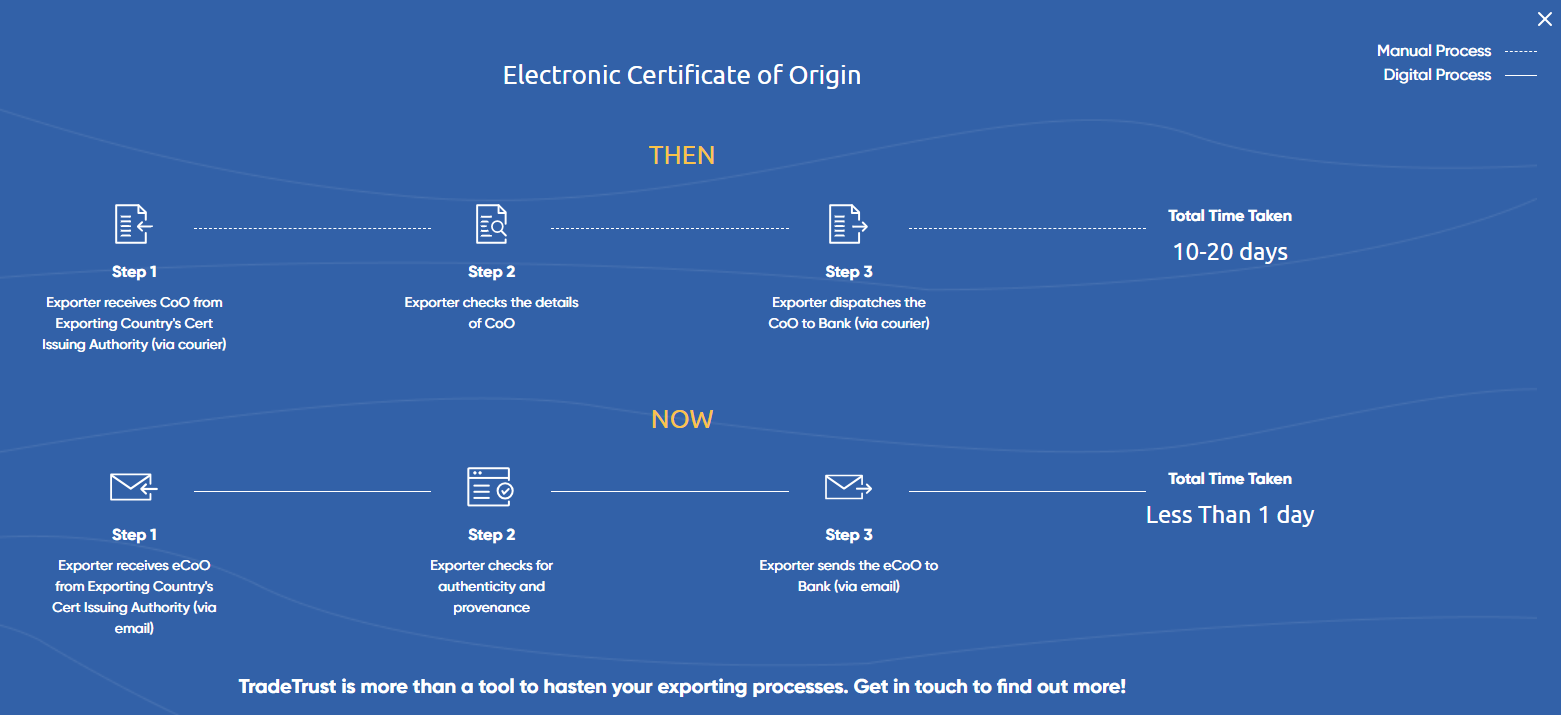 Manual Process
Digital Process
Electronic Certificate of Origin
THEN
Step 1
Exporter receives CoO from
Exporting Country's Cert
Issuing Authority (via courier)
Step 2
Exporter checks the details
of CoO
Step 3
Exporter dispatches the
CoO to Bank (via courier)
Total Time Taken
10-20 days
NOW
Step 1
Exporter receives eCoO
from Exporting Country's
Cert Issuing Authority (via
email)
Step 2
Exporter checks for
authenticity and
provenance
Step 3
Exporter sends the eCoO to
Bank (via email)
Total Time Taken
Less Than 1 day
TradeTrust is more than a tool to hasten your exporting processes. Get in touch to find out more!